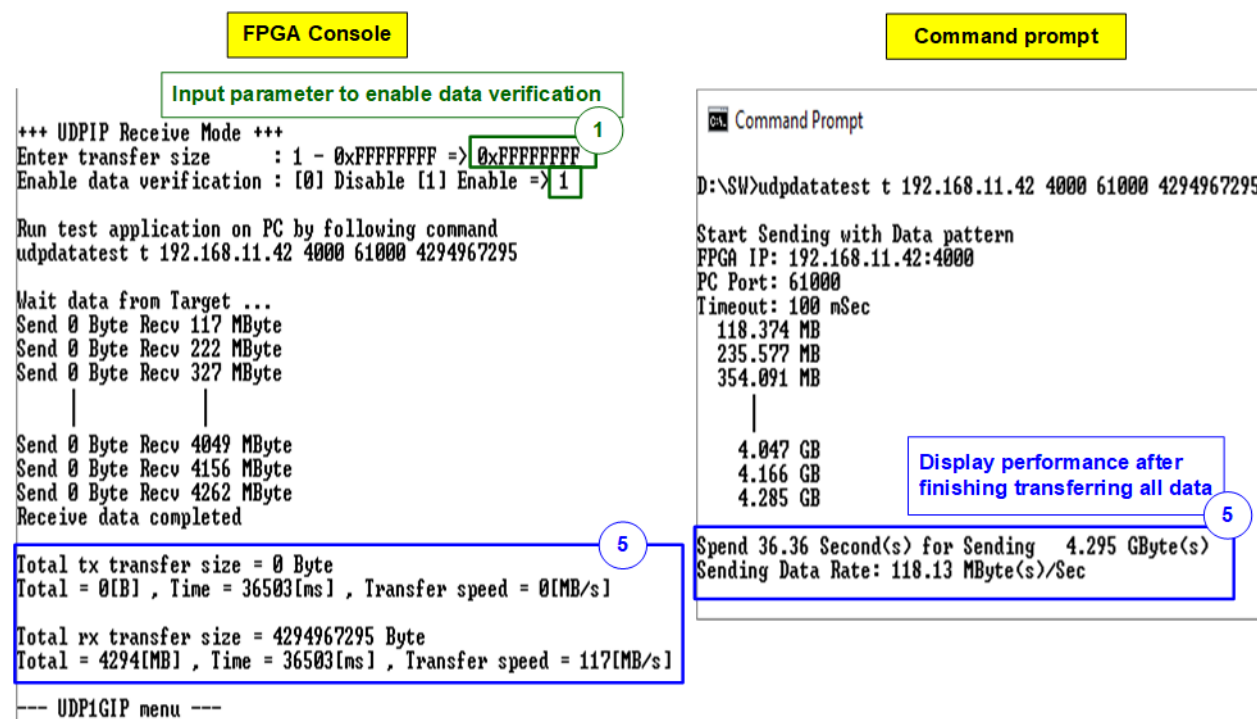 FPGA Console
Input parameter to enable data verification
1
+++ UDPIP Receive Mode +++
Enter transfer size : 1 - 0xFFFFFFFF => 0xFFFFFFFF
Enable data verification : [0] Disable [1] Enable => 1
Run test application on PC by following command
udpdatatest t 192.168.11.42 4000 61000 4294967295
Wait data from Target ...
Send 0 Byte Recv 117 MByte
Send 0 Byte Recv 222 MByte
Send 0 Byte Recv 327 MByte
Send 0 Byte Recv 4049 MByte
Send 0 Byte Recv 4156 MByte
Send 0 Byte Recv 4262 MByte
Receive data completed
5
Total tx transfer size = 0 Byte
Total = 0[B] , Time = 36503[ms] , Transfer speed = 0[MB/s]
Total rx transfer size = 4294967295 Byte
Total = 4294[MB] , Time = 36503[ms] , Transfer speed = 117[MB/s]
--- UDP1GIP menu ---
Command prompt
Command Prompt
D:\SW>udpdatatest t 192.168.11.42 4000 61000 4294967295
Start Sending with Data pattern
FPGA IP: 192.168.11.42:4000
PC Port: 61000
Timeout: 100 mSec
118.374 MB
235.577 MB
354.091 MB
4.047 GB
4.166 GB
4.285 GB
Display performance after
finishing transferring all data
5
Spend 36.36 Second(s) for Sending 4.295 GByte(s)
Sending Data Rate: 118.13 MByte(s)/Sec